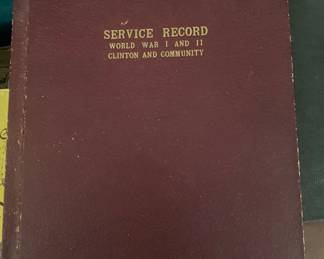 SERVICE RECORD
WORLD WAR I AND II
CLINTON AND COMMUNITY